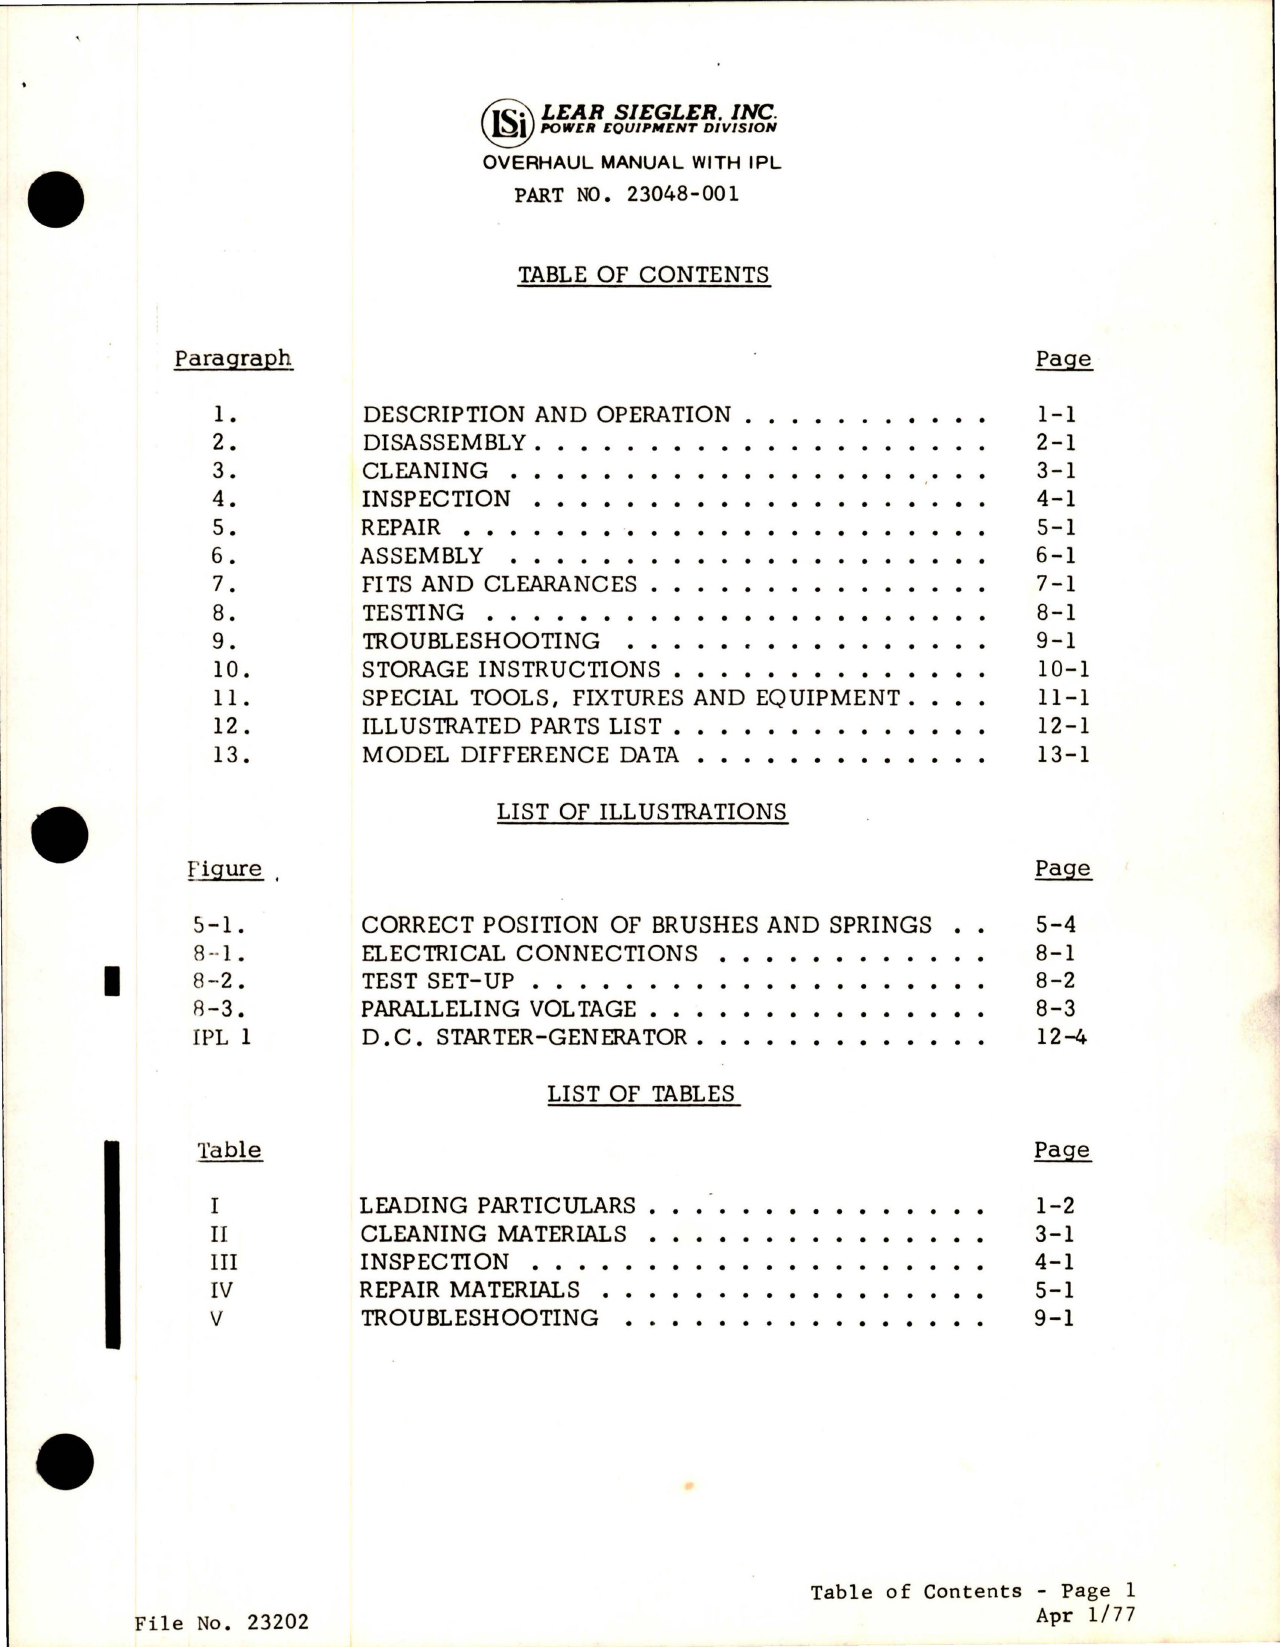 LSi LEAR SIEGLER, INC.
POWER EQUIPMENT DIVISION
OVERHAUL MANUAL WITH IPL
PART NO. 23048-001
TABLE OF CONTENTS
Paragraph Page
1. DESCRIPTION AND OPERATION . . . . . . . . . . . 1-1
2. DISASSEMBLY . . . . . . . . . . . . . . . . . . . . 2-1
3. CLEANING . . . . . . . . . . . . . . . . . . . . . 3-1
4. INSPECTION . . . . . . . . . . . . . . . . . . . . 4-1
5. REPAIR . . . . . . . . . . . . . . . . . . . . . . . 5-1
6. ASSEMBLY . . . . . . . . . . . . . . . . . . . . . 6-1
7. FITS AND CLEARANCES . . . . . . . . . . . . . . . 7-1
8. TESTING . . . . . . . . . . . . . . . . . . . . . . 8-1
9. TROUBLESHOOTING . . . . . . . . . . . . . . . . 9-1
10. STORAGE INSTRUCTIONS . . . . . . . . . . . . . . 10-1
11. SPECIAL TOOLS, FIXTURES AND EQUIPMENT . . . . 11-1
12. ILLUSTRATED PARTS LIST . . . . . . . . . . . . . . 12-1
13. MODEL DIFFERENCE DATA . . . . . . . . . . . . . 13-1
LIST OF ILLUSTRATIONS
Figure Page
5-1. CORRECT POSITION OF BRUSHES AND SPRINGS . . 5-4
8-1. ELECTRICAL CONNECTIONS . . . . . . . . . . . . 8-1
8-2. TEST SET-UP . . . . . . . . . . . . . . . . . . . . 8-2
8-3. PARALLELING VOLTAGE . . . . . . . . . . . . . . . 8-3
IPL 1 D.C. STARTER-GENERATOR . . . . . . . . . . . . . 12-4
LIST OF TABLES
Table Page
I LEADING PARTICULARS . . . . . . . . . . . . . . . 1-2
II CLEANING MATERIALS . . . . . . . . . . . . . . . 3-1
III INSPECTION . . . . . . . . . . . . . . . . . . . . 4-1
IV REPAIR MATERIALS . . . . . . . . . . . . . . . . . 5-1
V TROUBLESHOOTING . . . . . . . . . . . . . . . . 9-1
Table of Contents - Page 1
Apr 1/77
File No. 23202